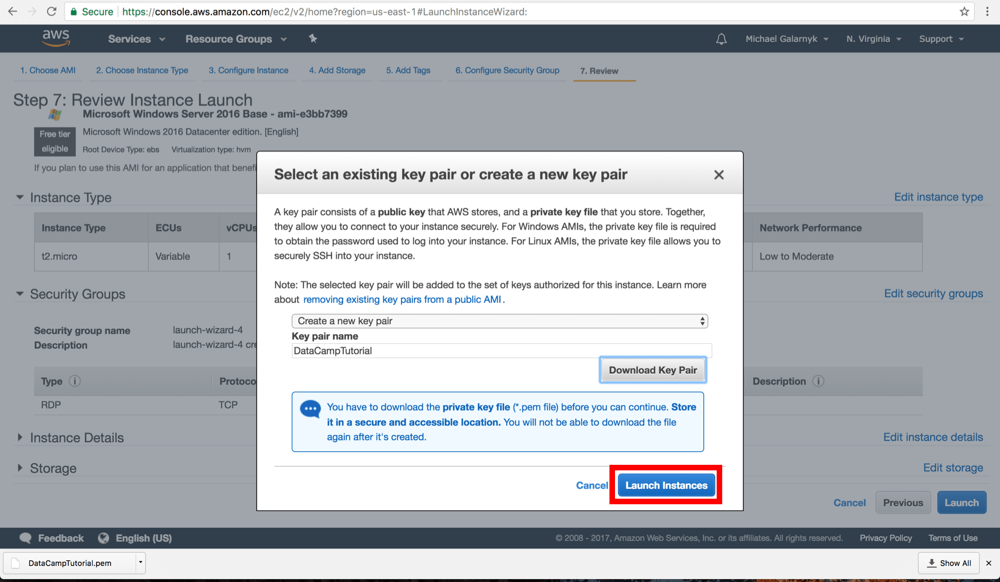 Secure https://console.aws.amazon.com/ec2/v2/home?region=us-east-1#LaunchInstanceWizard:
aws Services Resource Groups Michael Galarnyk N. Virginia Support
1. Choose AMI 2. Choose Instance Type 3. Configure Instance 4. Add Storage 5. Add Tags 6. Configure Security Group 7. Review
Step 7: Review Instance Launch
Microsoft Windows Server 2016 Base - ami-e3bb7399
Free tier eligible
Microsoft Windows 2016 Datacenter edition. [English]
Root Device Type: ebs Virtualization type: hvm
If you plan to use this AMI for an application that benefi
Instance Type Edit instance type
Instance Type ECUs vCPUs Network Performance
t2.micro Variable 1 Low to Moderate
Security Groups Edit security groups
Security group name launch-wizard-4
Description launch-wizard-4 cre
Type Protoco Description
RDP TCP
Instance Details Edit instance details
Storage Edit storage
Cancel Previous Launch
Select an existing key pair or create a new key pair
A key pair consists of a public key that AWS stores, and a private key file that you store. Together,
they allow you to connect to your instance securely. For Windows AMIs, the private key file is required
to obtain the password used to log into your instance. For Linux AMIs, the private key file allows you to
securely SSH into your instance.
Note: The selected key pair will be added to the set of keys authorized for this instance. Learn more
about removing existing key pairs from a public AMI .
Create a new key pair
Key pair name
DataCampTutorial
Download Key Pair
You have to download the private key file (*.pem file) before you can continue. Store
it in a secure and accessible location. You will not be able to download the file
again after it's created.
Cancel Launch Instances
Feedback English (US) © 2008 - 2017, Amazon Web Services, Inc. or its affiliates. All rights reserved. Privacy Policy Terms of Use
DataCampTutorial.pem Show All